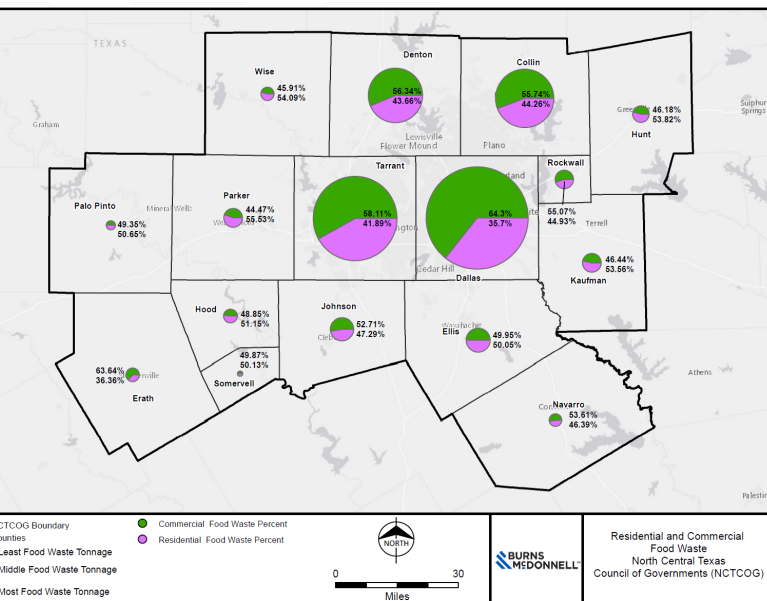 TEXAS
Graham
Wise
45.91%
54.09%
Denton
56.34%
43.66%
Lewisville
Flower Mound
Collin
55.74%
44.26%
Plano
46.18%
53.82%
Hunt
Sulphur
Springs
Palo Pinto
49.35%
50.65%
Mineral Wells
Parker
44.47%
55.53%
Tarrant
58.11%
41.89%
64.3%
35.7%
Cedar Hill
Dallas
Rockwall
55.07%
44.93%
Terrell
46.44%
53.56%
Kaufman
Hood
48.85%
51.15%
Johnson
52.71%
47.29%
Ellis
49.95%
50.05%
49.87%
50.13%
Somervell
63.64%
36.36%
Erath
Navarro
53.61%
46.39%
Athens
CTCOG Boundary
ounties
Least Food Waste Tonnage
Middle Food Waste Tonnage
Most Food Waste Tonnage
Commercial Food Waste Percent
Residential Food Waste Percent
NORTH
0 30
Miles
BURNS
MCDONNELL
Residential and Commercial
Food Waste
North Central Texas
Council of Governments (NCTCOG)